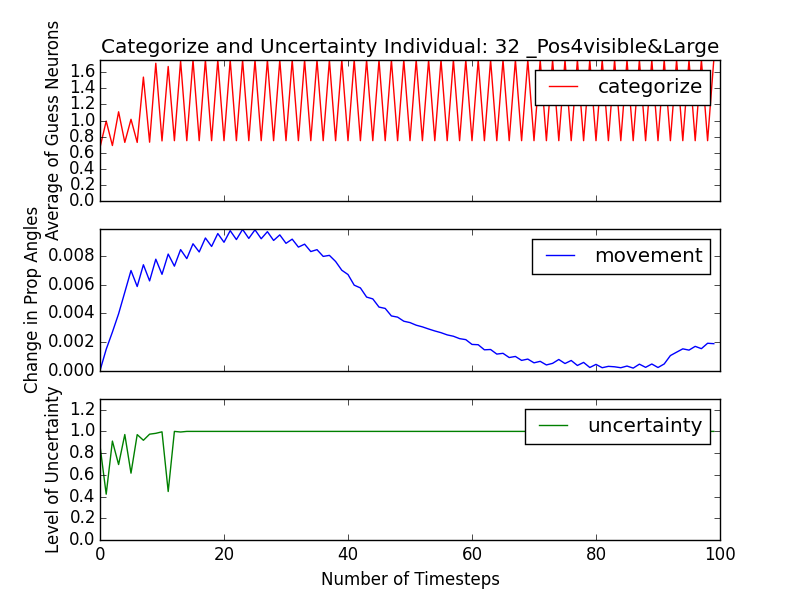 Categorize and Uncertainty Individual: 32 _Pos4visible&Large
Average of Guess Neurons
1.6
1.4
1.2
1.0
0.8
0.6
0.4
0.2
0.0
categorize
Change in Prop Angles
0.008
0.006
0.004
0.002
0.000
movement
Level of Uncertainty
1.2
1.0
0.8
0.6
0.4
0.2
0.0
uncertainty
0 20 40 60 80 100
Number of Timesteps